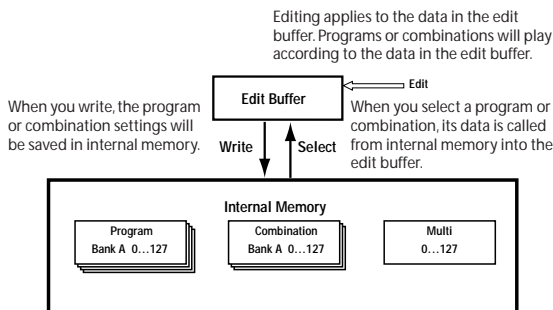 Editing applies to the data in the edit
buffer. Programs or combinations will play
according to the data in the edit buffer.
Edit
Edit Buffer
When you write, the program
or combination settings will
be saved in internal memory.
Write
Select
When you select a program or
combination, its data is called
from internal memory into the
edit buffer.
Internal Memory
Program
Bank A 0...127
Combination
Bank A 0...127
Multi
0...127